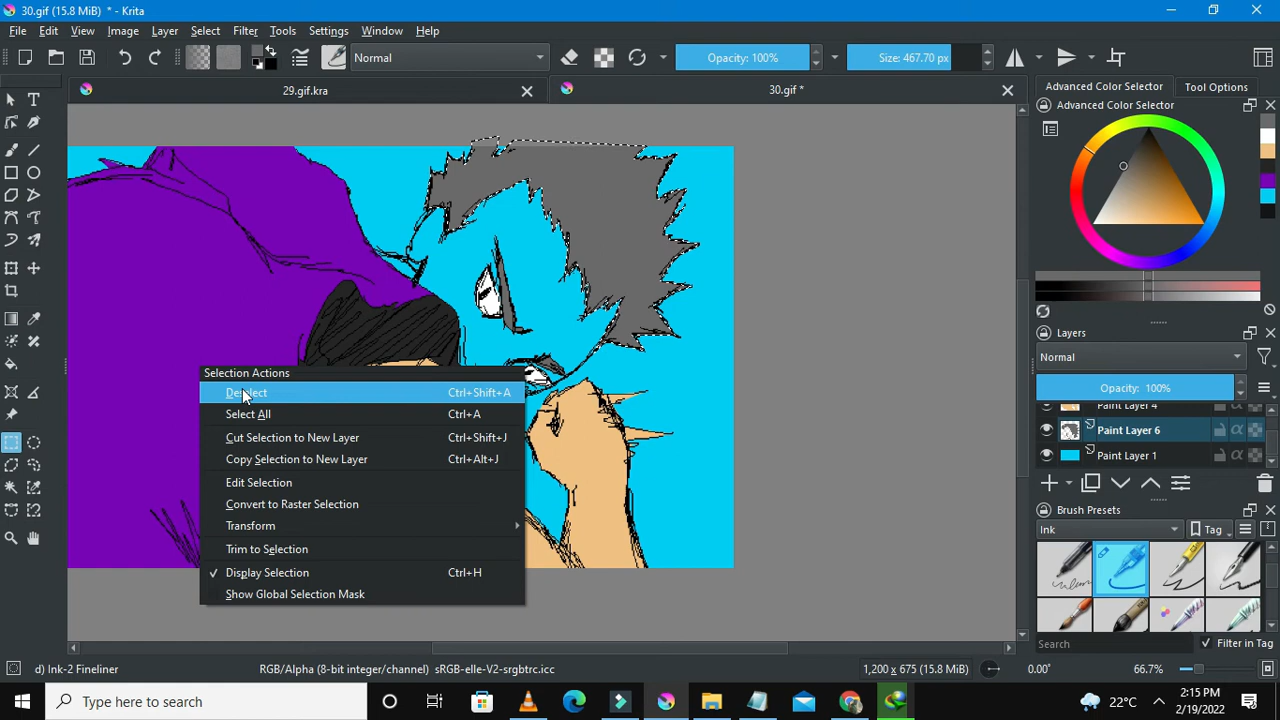 30.gif (15.8 MiB) * - Krita
File Edit View Image Layer Select Filter Tools Settings Window Help
Normal Opacity: 100% Size: 467.70 px
29.gif.kra 30.gif *
Advanced Color Selector Tool Options
Advanced Color Selector
Layers
Normal
Opacity: 100%
Paint Layer 4
Paint Layer 6
Paint Layer 1
Brush Presets
Ink Tag
Search Filter in Tag
Selection Actions
Deselect Ctrl+Shift+A
Select All Ctrl+A
Cut Selection to New Layer Ctrl+Shift+J
Copy Selection to New Layer Ctrl+Alt+J
Edit Selection
Convert to Raster Selection
Transform
Trim to Selection
Display Selection Ctrl+H
Show Global Selection Mask
d) Ink-2 Fineliner RGB/Alpha (8-bit integer/channel) sRGB-elle-V2-srgbtrc.icc 1,200 x 675 (15.8 MiB) 0.00° 66.7%
Type here to search 22°C 2:15 PM
2/19/2022